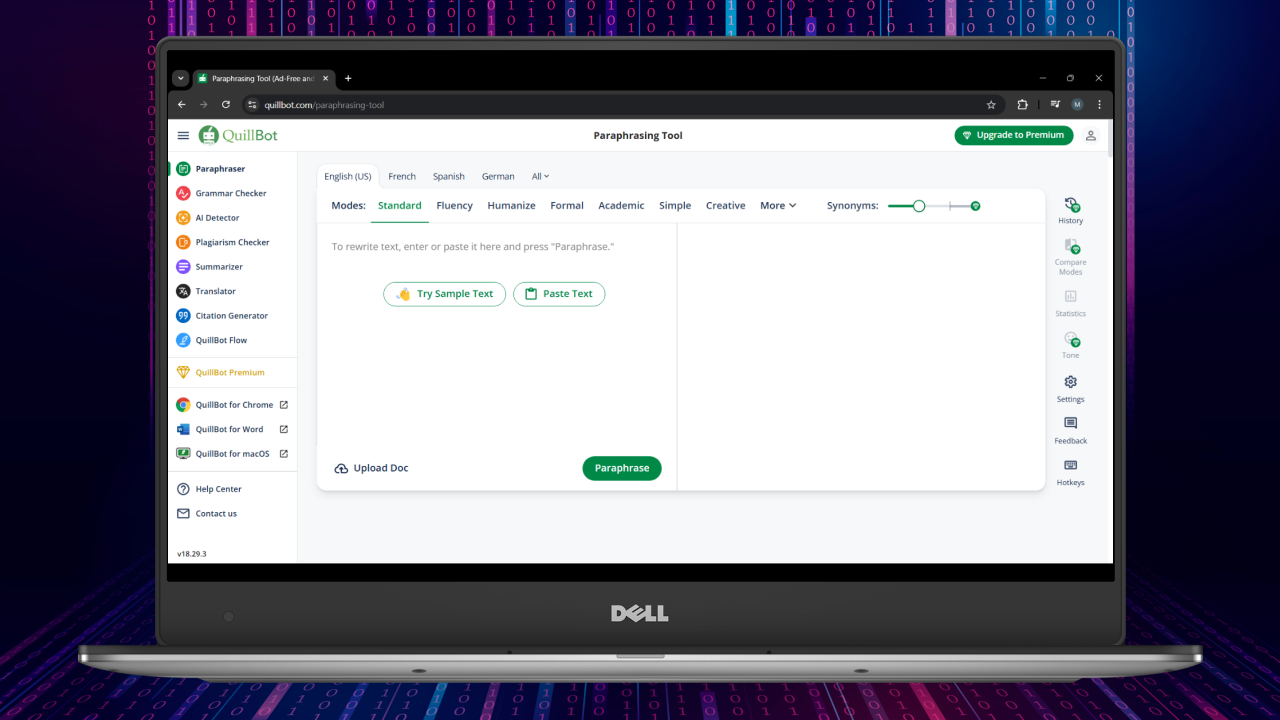 Paraphrasing Tool (Ad-Free and
quillbot.com/paraphrasing-tool
M
QuillBot
Paraphrasing Tool
Upgrade to Premium
Paraphraser
Grammar Checker
AI Detector
Plagiarism Checker
Summarizer
Translator
Citation Generator
QuillBot Flow
QuillBot Premium
QuillBot for Chrome
QuillBot for Word
QuillBot for macOS
Help Center
Contact us
v18.29.3
English (US) French Spanish German All
Modes: Standard Fluency Humanize Formal Academic Simple Creative More Synonyms:
To rewrite text, enter or paste it here and press "Paraphrase."
Try Sample Text Paste Text
Upload Doc Paraphrase
History
Compare
Modes
Statistics
Tone
Settings
Feedback
Hotkeys
DELL